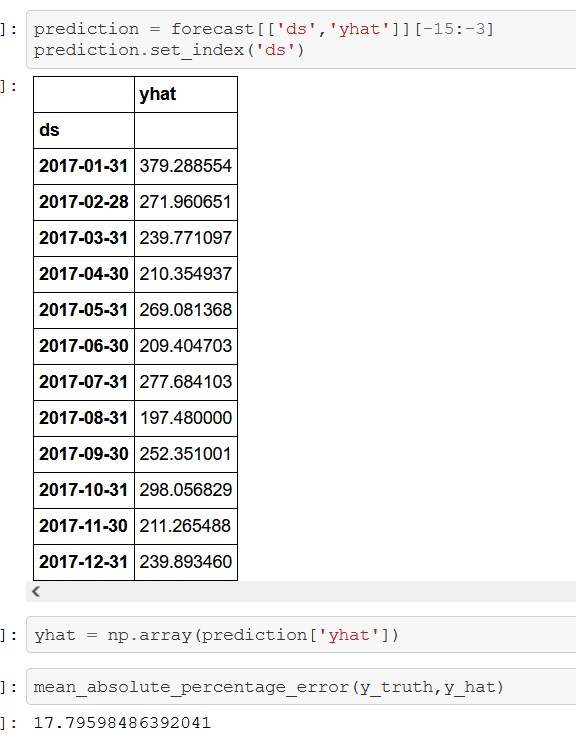 ]: prediction = forecast[['ds','yhat']][-15:-3]
prediction.set_index('ds')
]:
yhat
ds
2017-01-31 379.288554
2017-02-28 271.960651
2017-03-31 239.771097
2017-04-30 210.354937
2017-05-31 269.081368
2017-06-30 209.404703
2017-07-31 277.684103
2017-08-31 197.480000
2017-09-30 252.351001
2017-10-31 298.056829
2017-11-30 211.265488
2017-12-31 239.893460
]: yhat = np.array(prediction['yhat'])
]: mean_absolute_percentage_error(y_truth,y_hat)
]: 17.79598486392041